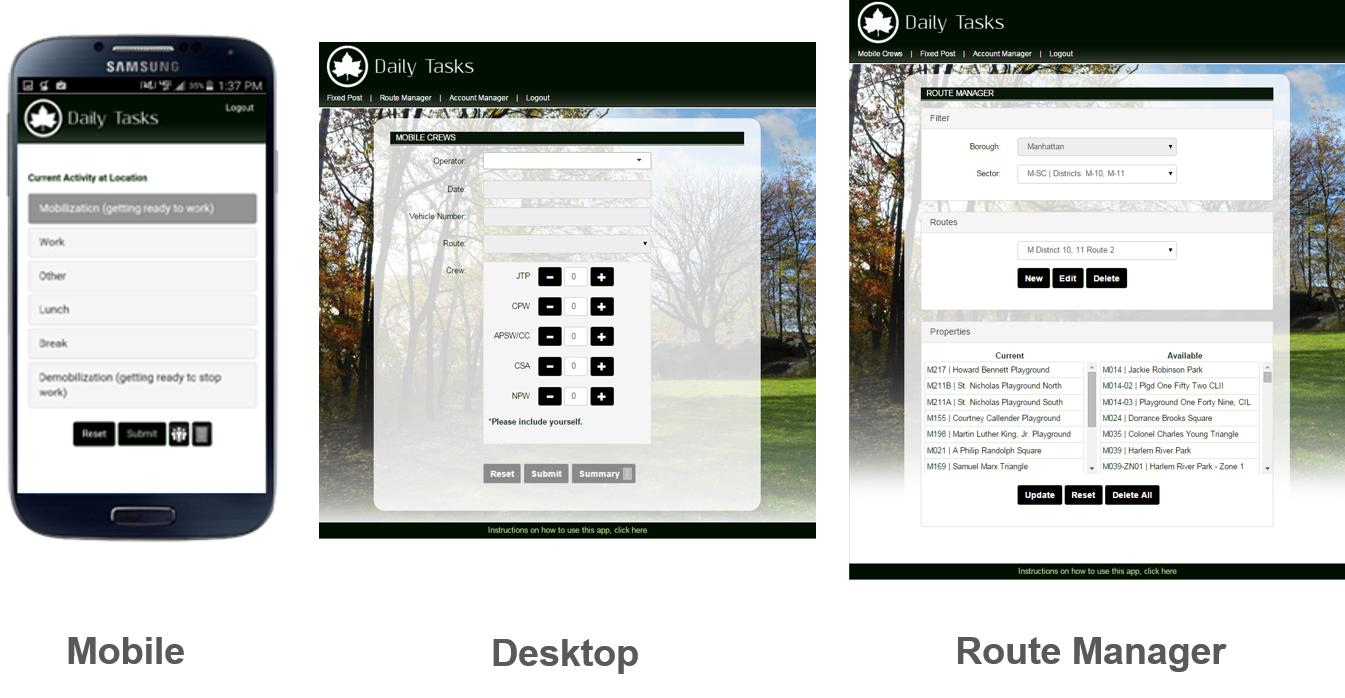 SAMSUNG
35% 1:37 PM
Daily Tasks
Logout
Current Activity at Location
Mobilization (getting ready to work)
Work
Other
Lunch
Break
Demobilization (getting ready to stop
work)
Reset
Submit
Mobile
Daily Tasks
Fixed Post | Route Manager | Account Manager | Logout
MOBILE CREWS
Operator:
Date:
Vehicle Number:
Route:
Crew:
JTP - 0 +
CPW - 0 +
APSW/CC - 0 +
CSA - 0 +
NPW - 0 +
*Please include yourself.
Reset Submit Summary
Instructions on how to use this app, click here
Desktop
Daily Tasks
Mobile Crews | Fixed Post | Account Manager | Logout
ROUTE MANAGER
Filter
Borough: Manhattan
Sector: M-SC | Districts: M-10, M-11
Routes
M District 10, 11 Route 2
New Edit Delete
Properties
Current
M217 | Howard Bennett Playground
M211B | St. Nicholas Playground North
M211A | St. Nicholas Playground South
M155 | Courtney Callender Playground
M198 | Martin Luther King, Jr. Playground
M021 | A Philip Randolph Square
M169 | Samuel Marx Triangle
Available
M014 | Jackie Robinson Park
M014-02 | Plgd One Fifty Two CLII
M014-03 | Playground One Forty Nine, CIL
M024 | Dorrance Brooks Square
M035 | Colonel Charles Young Triangle
M039 | Harlem River Park
M039-ZN01 | Harlem River Park - Zone 1
Update Reset Delete All
Instructions on how to use this app, click here
Route Manager